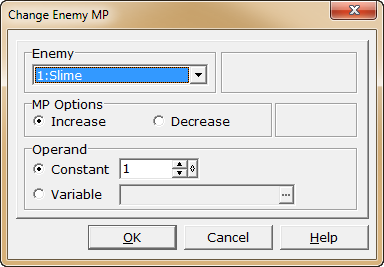 Change Enemy MP
Enemy
1:Slime
MP Options
Increase Decrease
Operand
Constant 1
Variable ...
OK Cancel Help